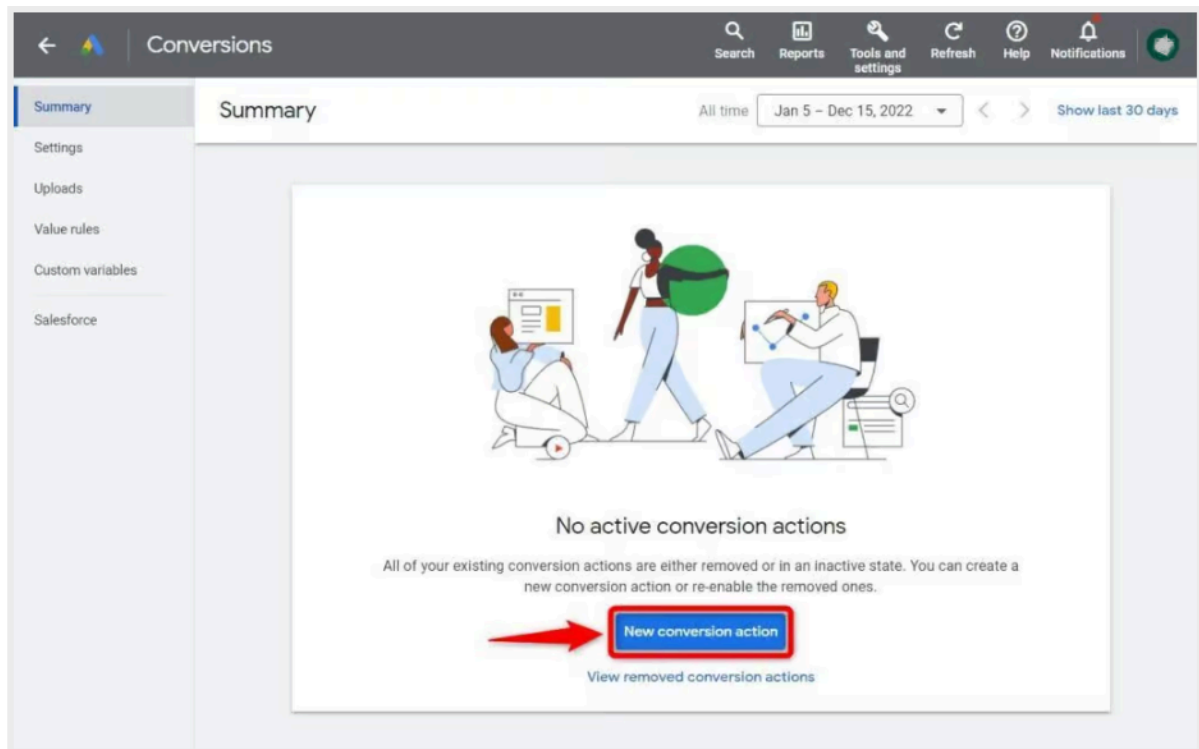 Conversions
Search
Reports
Tools and
settings
Refresh
Help
Notifications
Summary
Settings
Uploads
Value rules
Custom variables
Salesforce
Summary
All time
Jan 5 – Dec 15, 2022
Show last 30 days
No active conversion actions
All of your existing conversion actions are either removed or in an inactive state. You can create a
new conversion action or re-enable the removed ones.
New conversion action
View removed conversion actions